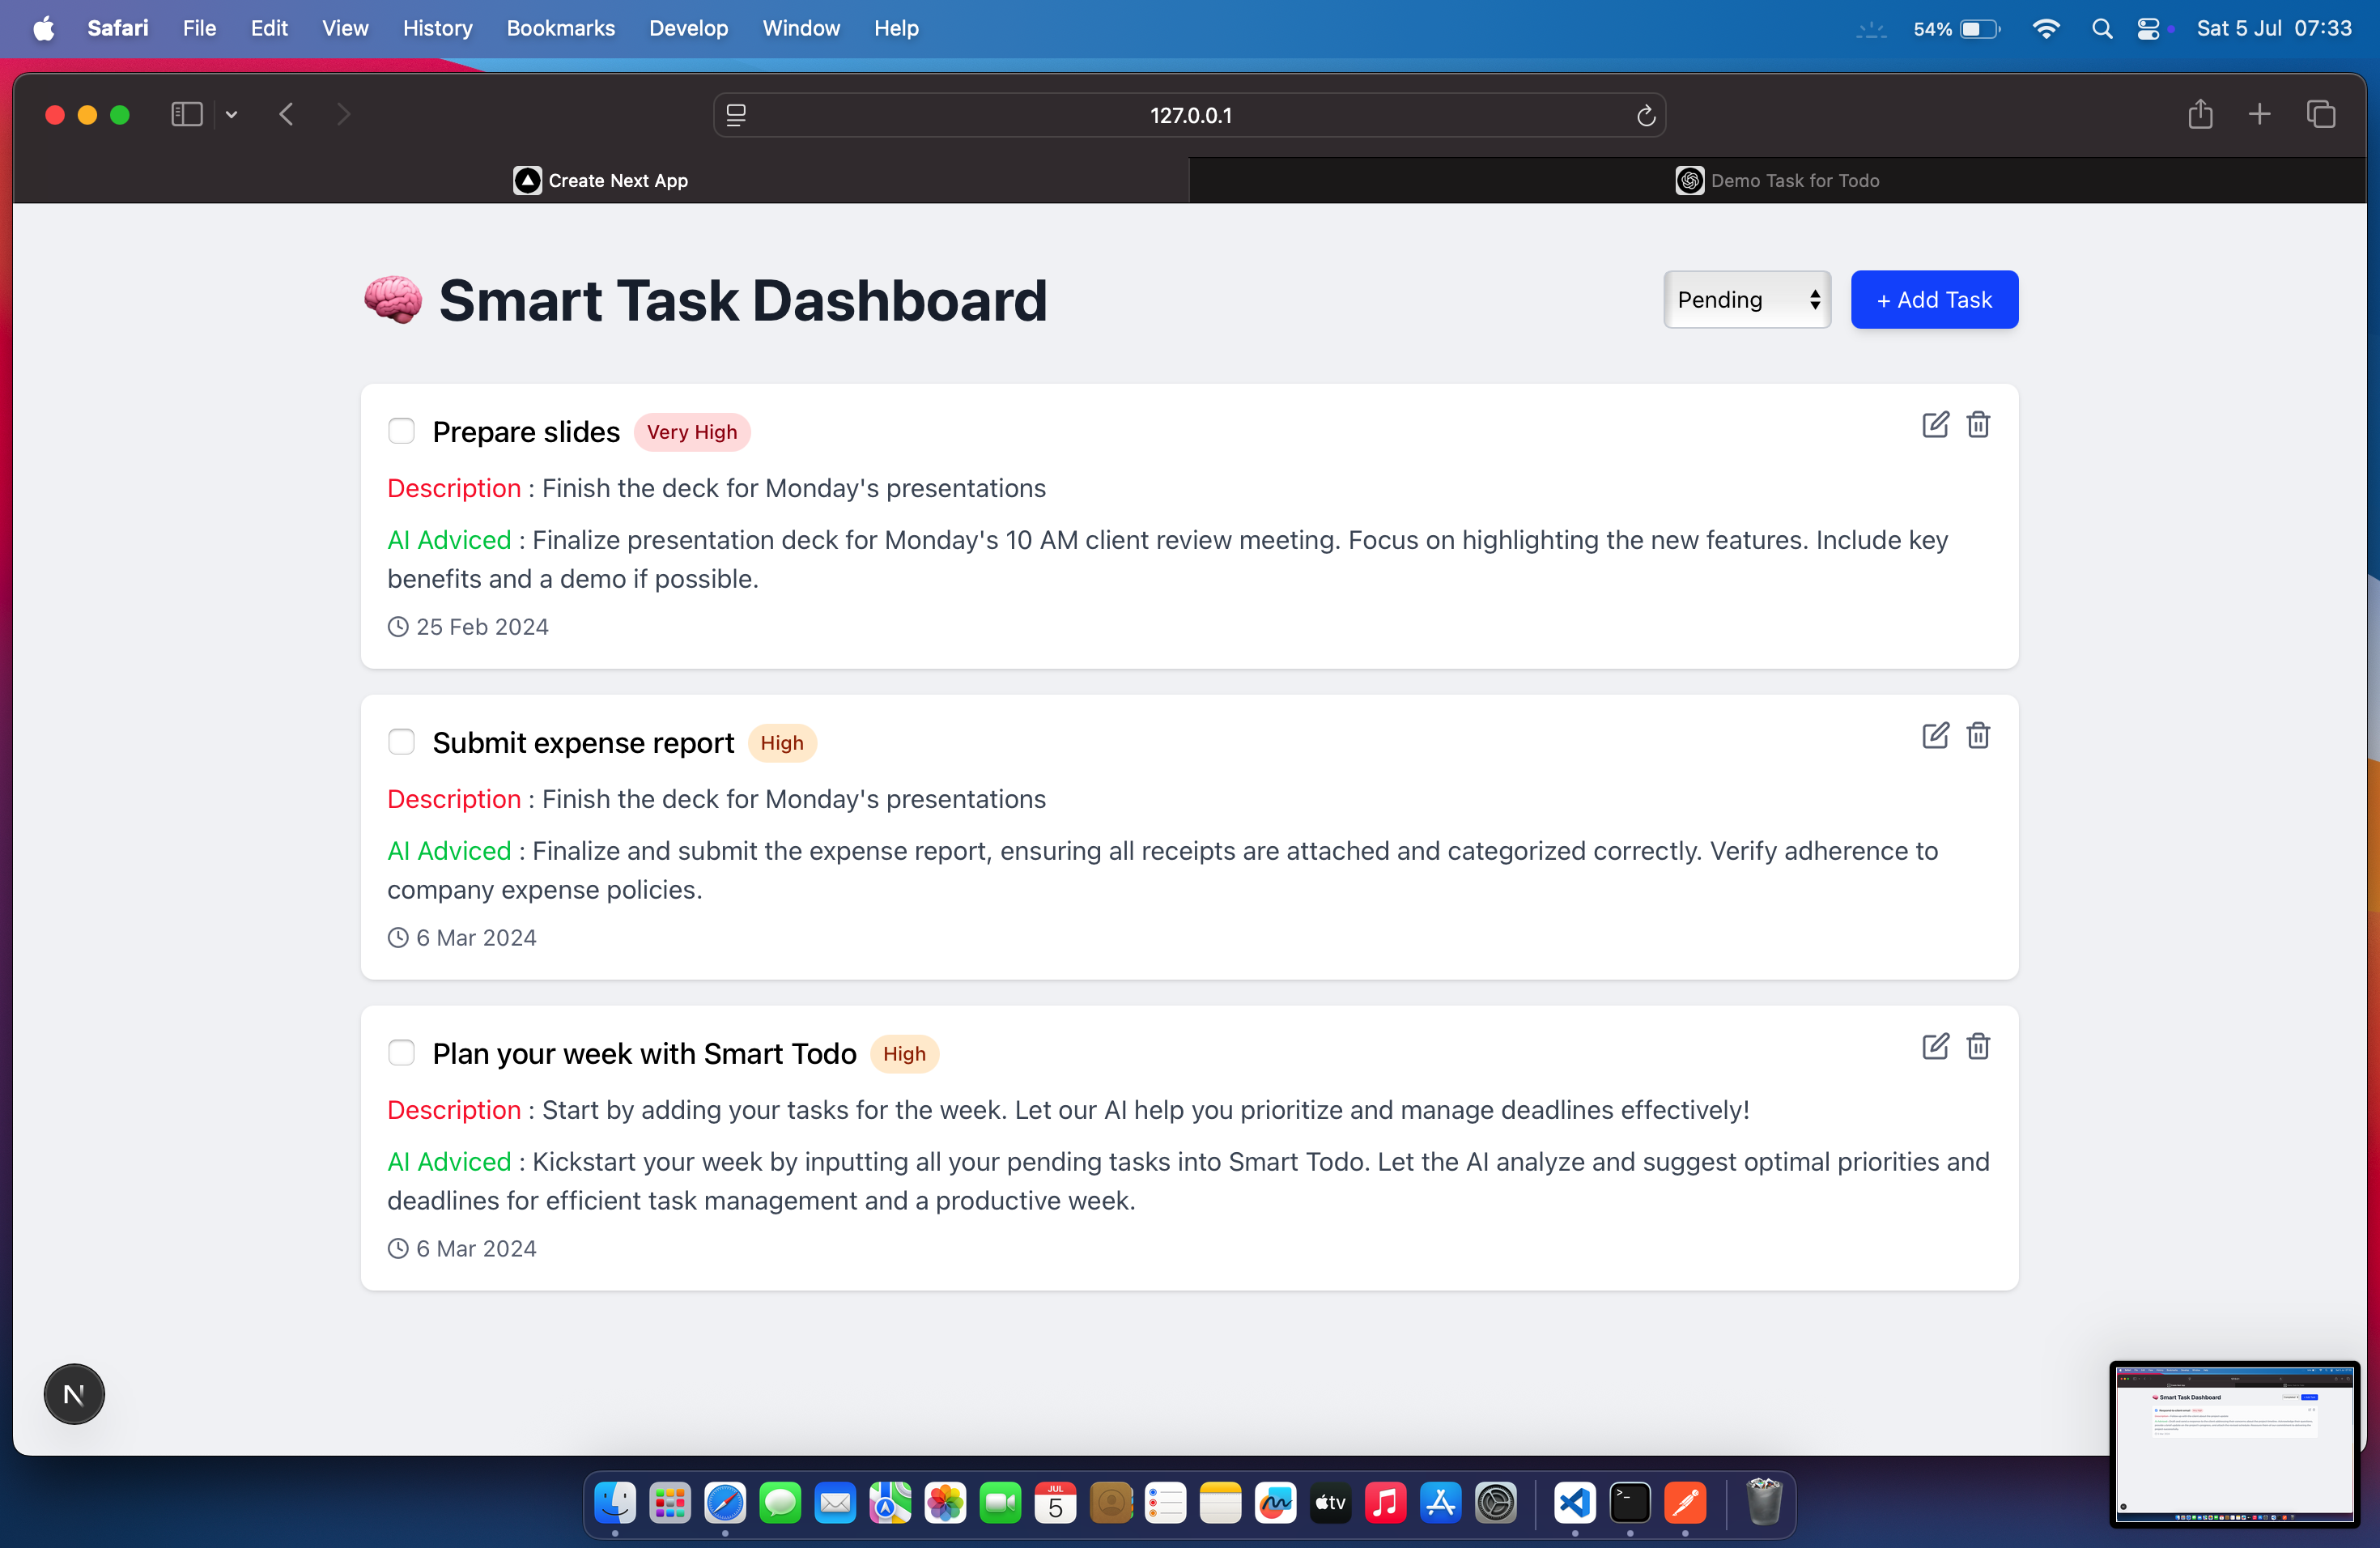 Safari File Edit View History Bookmarks Develop Window Help 54% Sat 5 Jul 07:33
127.0.0.1
Create Next App Demo Task for Todo
Smart Task Dashboard Pending + Add Task
Prepare slides Very High
Description : Finish the deck for Monday's presentations
AI Adviced : Finalize presentation deck for Monday's 10 AM client review meeting. Focus on highlighting the new features. Include key
benefits and a demo if possible.
25 Feb 2024
Submit expense report High
Description : Finish the deck for Monday's presentations
AI Adviced : Finalize and submit the expense report, ensuring all receipts are attached and categorized correctly. Verify adherence to
company expense policies.
6 Mar 2024
Plan your week with Smart Todo High
Description : Start by adding your tasks for the week. Let our AI help you prioritize and manage deadlines effectively!
AI Adviced : Kickstart your week by inputting all your pending tasks into Smart Todo. Let the AI analyze and suggest optimal priorities and
deadlines for efficient task management and a productive week.
6 Mar 2024
N
Smart Task Dashboard
JUL
5
tv